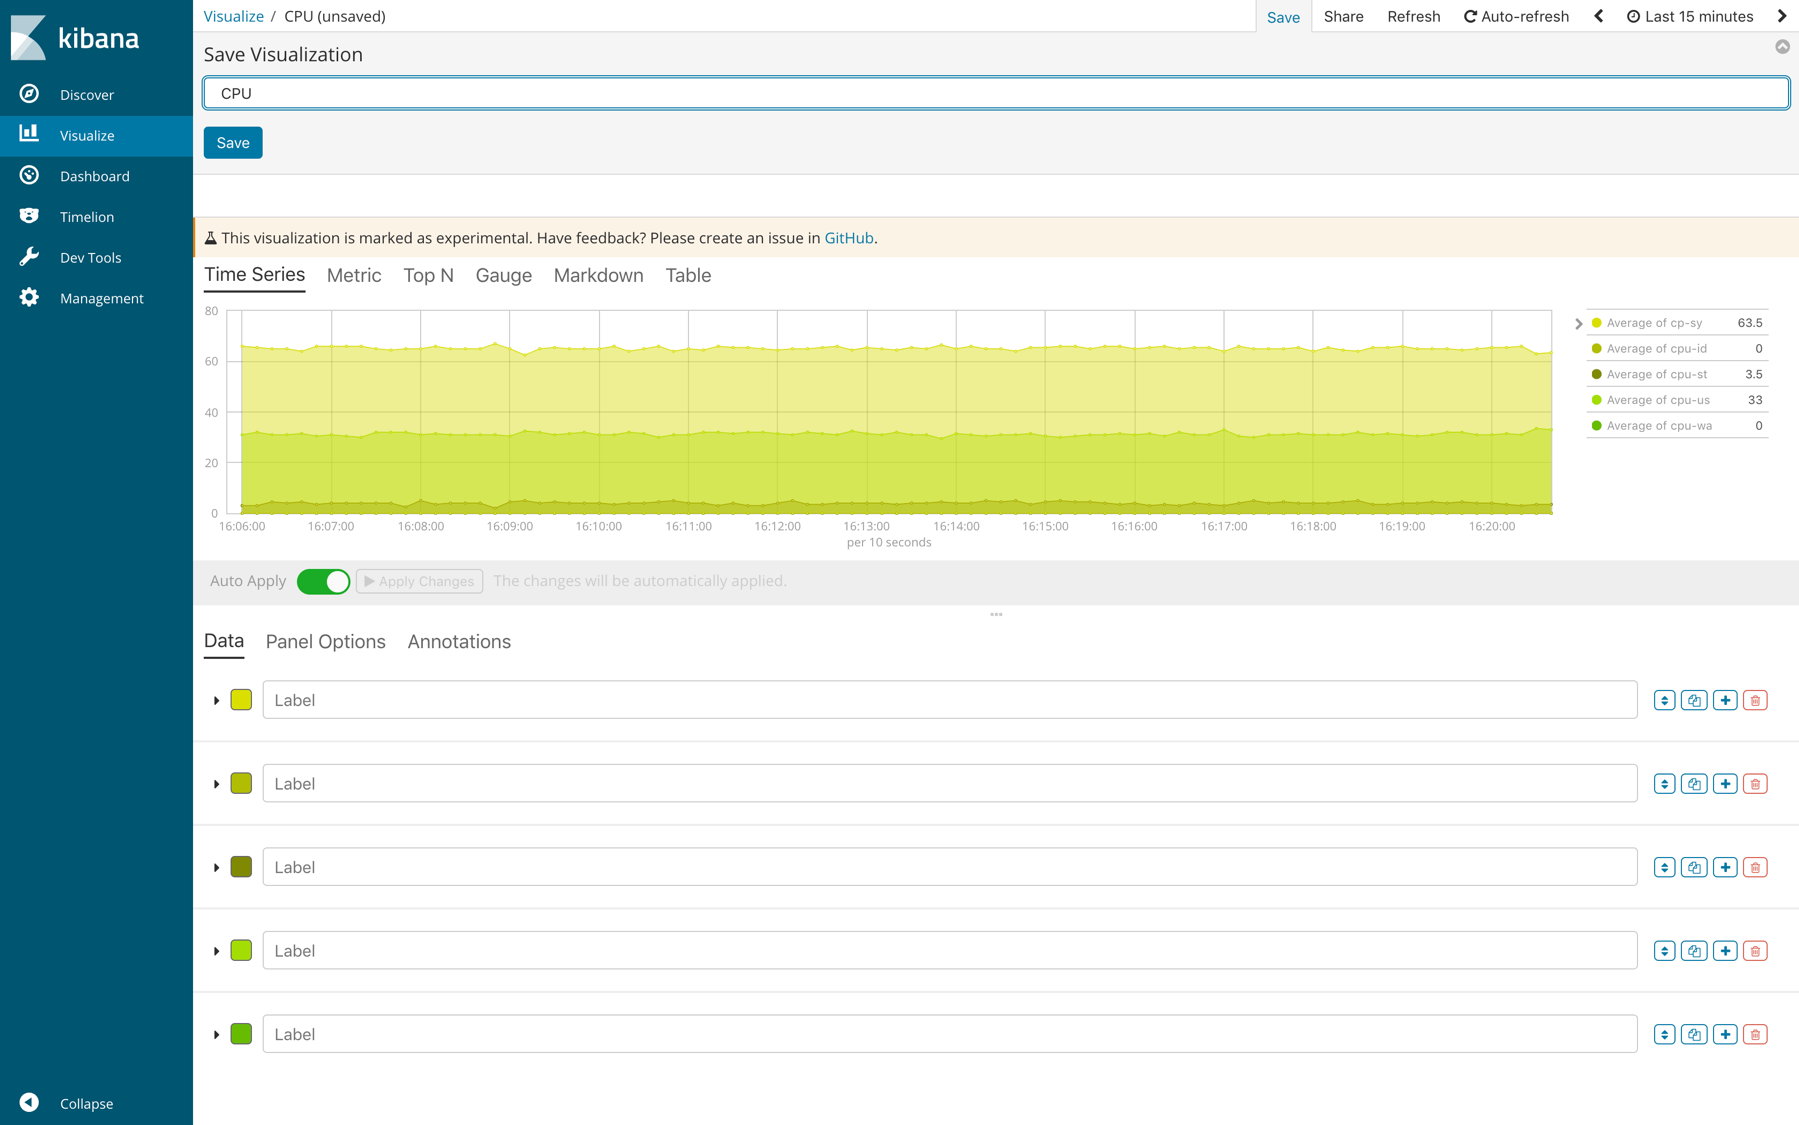 kibana
Discover
Visualize
Dashboard
Timelion
Dev Tools
Management
Collapse
Visualize / CPU (unsaved)
Save Share Refresh Auto-refresh Last 15 minutes
Save Visualization
CPU
Save
This visualization is marked as experimental. Have feedback? Please create an issue in GitHub.
Time Series Metric Top N Gauge Markdown Table
80
60
40
20
0
16:06:00 16:07:00 16:08:00 16:09:00 16:10:00 16:11:00 16:12:00 16:13:00 16:14:00 16:15:00 16:16:00 16:17:00 16:18:00 16:19:00 16:20:00
per 10 seconds
Average of cp-sy 63.5
Average of cpu-id 0
Average of cpu-st 3.5
Average of cpu-us 33
Average of cpu-wa 0
Auto Apply Apply Changes The changes will be automatically applied.
Data Panel Options Annotations
Label
Label
Label
Label
Label